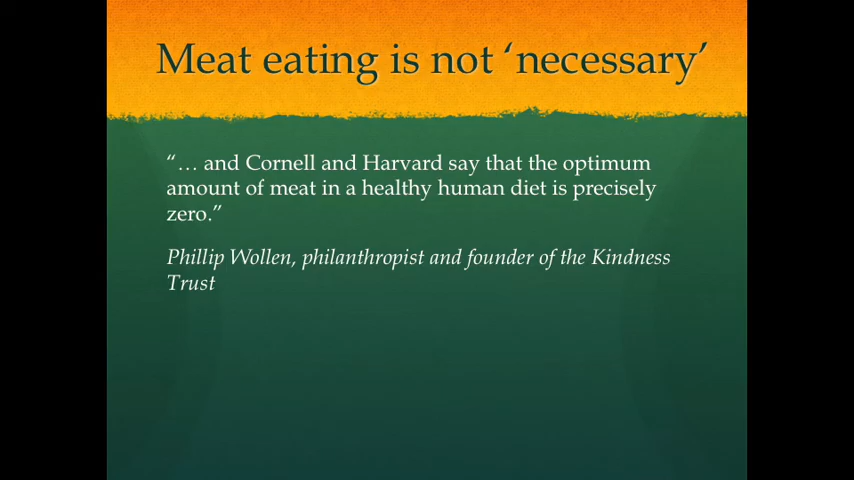 Meat eating is not ‘necessary’
“… and Cornell and Harvard say that the optimum
amount of meat in a healthy human diet is precisely
zero.”
Phillip Wollen, philanthropist and founder of the Kindness
Trust